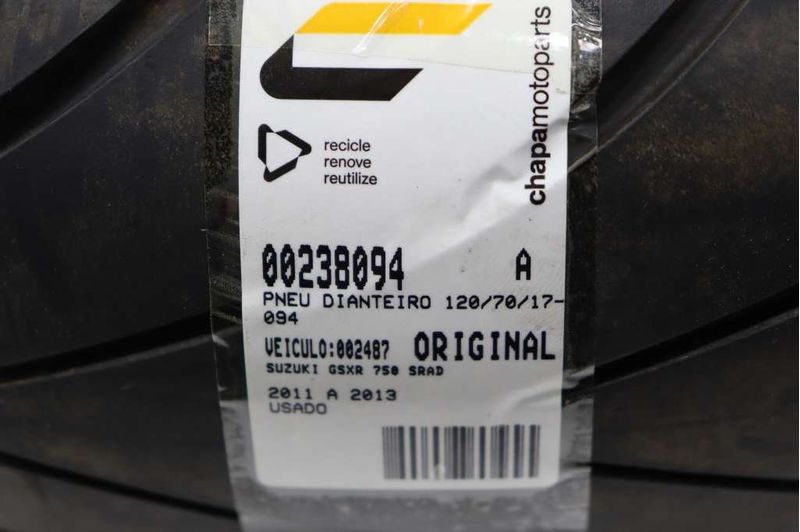 chapamotoparts
recicle
renove
reutilize
00238094 A
PNEU DIANTEIRO 120/70/17-
094
VEICULO:002487 ORIGINAL
SUZUKI GSXR 750 SRAD
2011 A 2013
USADO